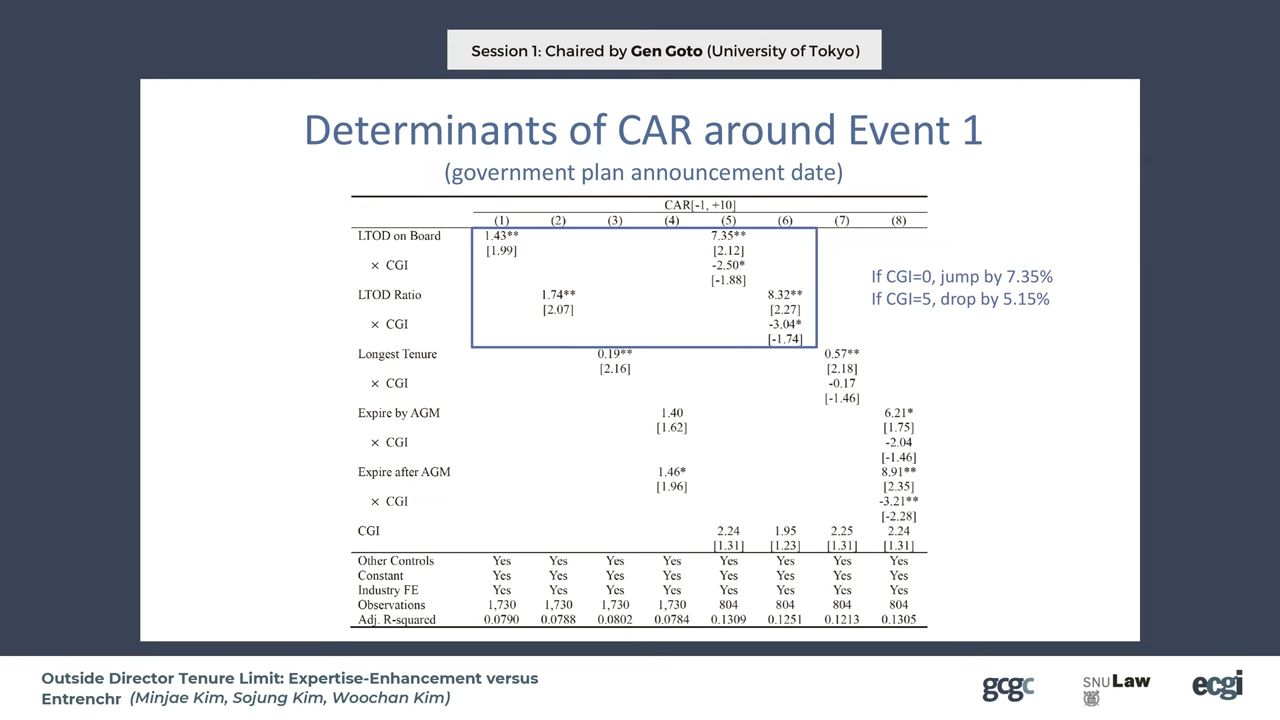 Session 1: Chaired by Gen Goto (University of Tokyo)
Determinants of CAR around Event 1
(government plan announcement date)
CAR[-1, +10]
(1) (2) (3) (4) (5) (6) (7) (8)
LTOD on Board 1.43** 7.35**
[1.99] [2.12]
× CGI -2.50*
[-1.88]
LTOD Ratio 1.74** 8.32**
[2.07] [2.27]
× CGI -3.04*
[-1.74]
Longest Tenure 0.19** 0.57**
[2.16] [2.18]
× CGI -0.17
[-1.46]
Expire by AGM 1.40 6.21*
[1.62] [1.75]
× CGI -2.04
[-1.46]
Expire after AGM 1.46* 8.91**
[1.96] [2.35]
× CGI -3.21**
[-2.28]
CGI 2.24 1.95 2.25 2.24
[1.31] [1.23] [1.31] [1.31]
Other Controls Yes Yes Yes Yes Yes Yes Yes Yes
Constant Yes Yes Yes Yes Yes Yes Yes Yes
Industry FE Yes Yes Yes Yes Yes Yes Yes Yes
Observations 1,730 1,730 1,730 1,730 804 804 804 804
Adj. R-squared 0.0790 0.0788 0.0802 0.0784 0.1309 0.1251 0.1213 0.1305
If CGI=0, jump by 7.35%
If CGI=5, drop by 5.15%
Outside Director Tenure Limit: Expertise-Enhancement versus
Entrenchr (Minjae Kim, Sojung Kim, Woochan Kim)
gcgc
SNU Law
ecgi